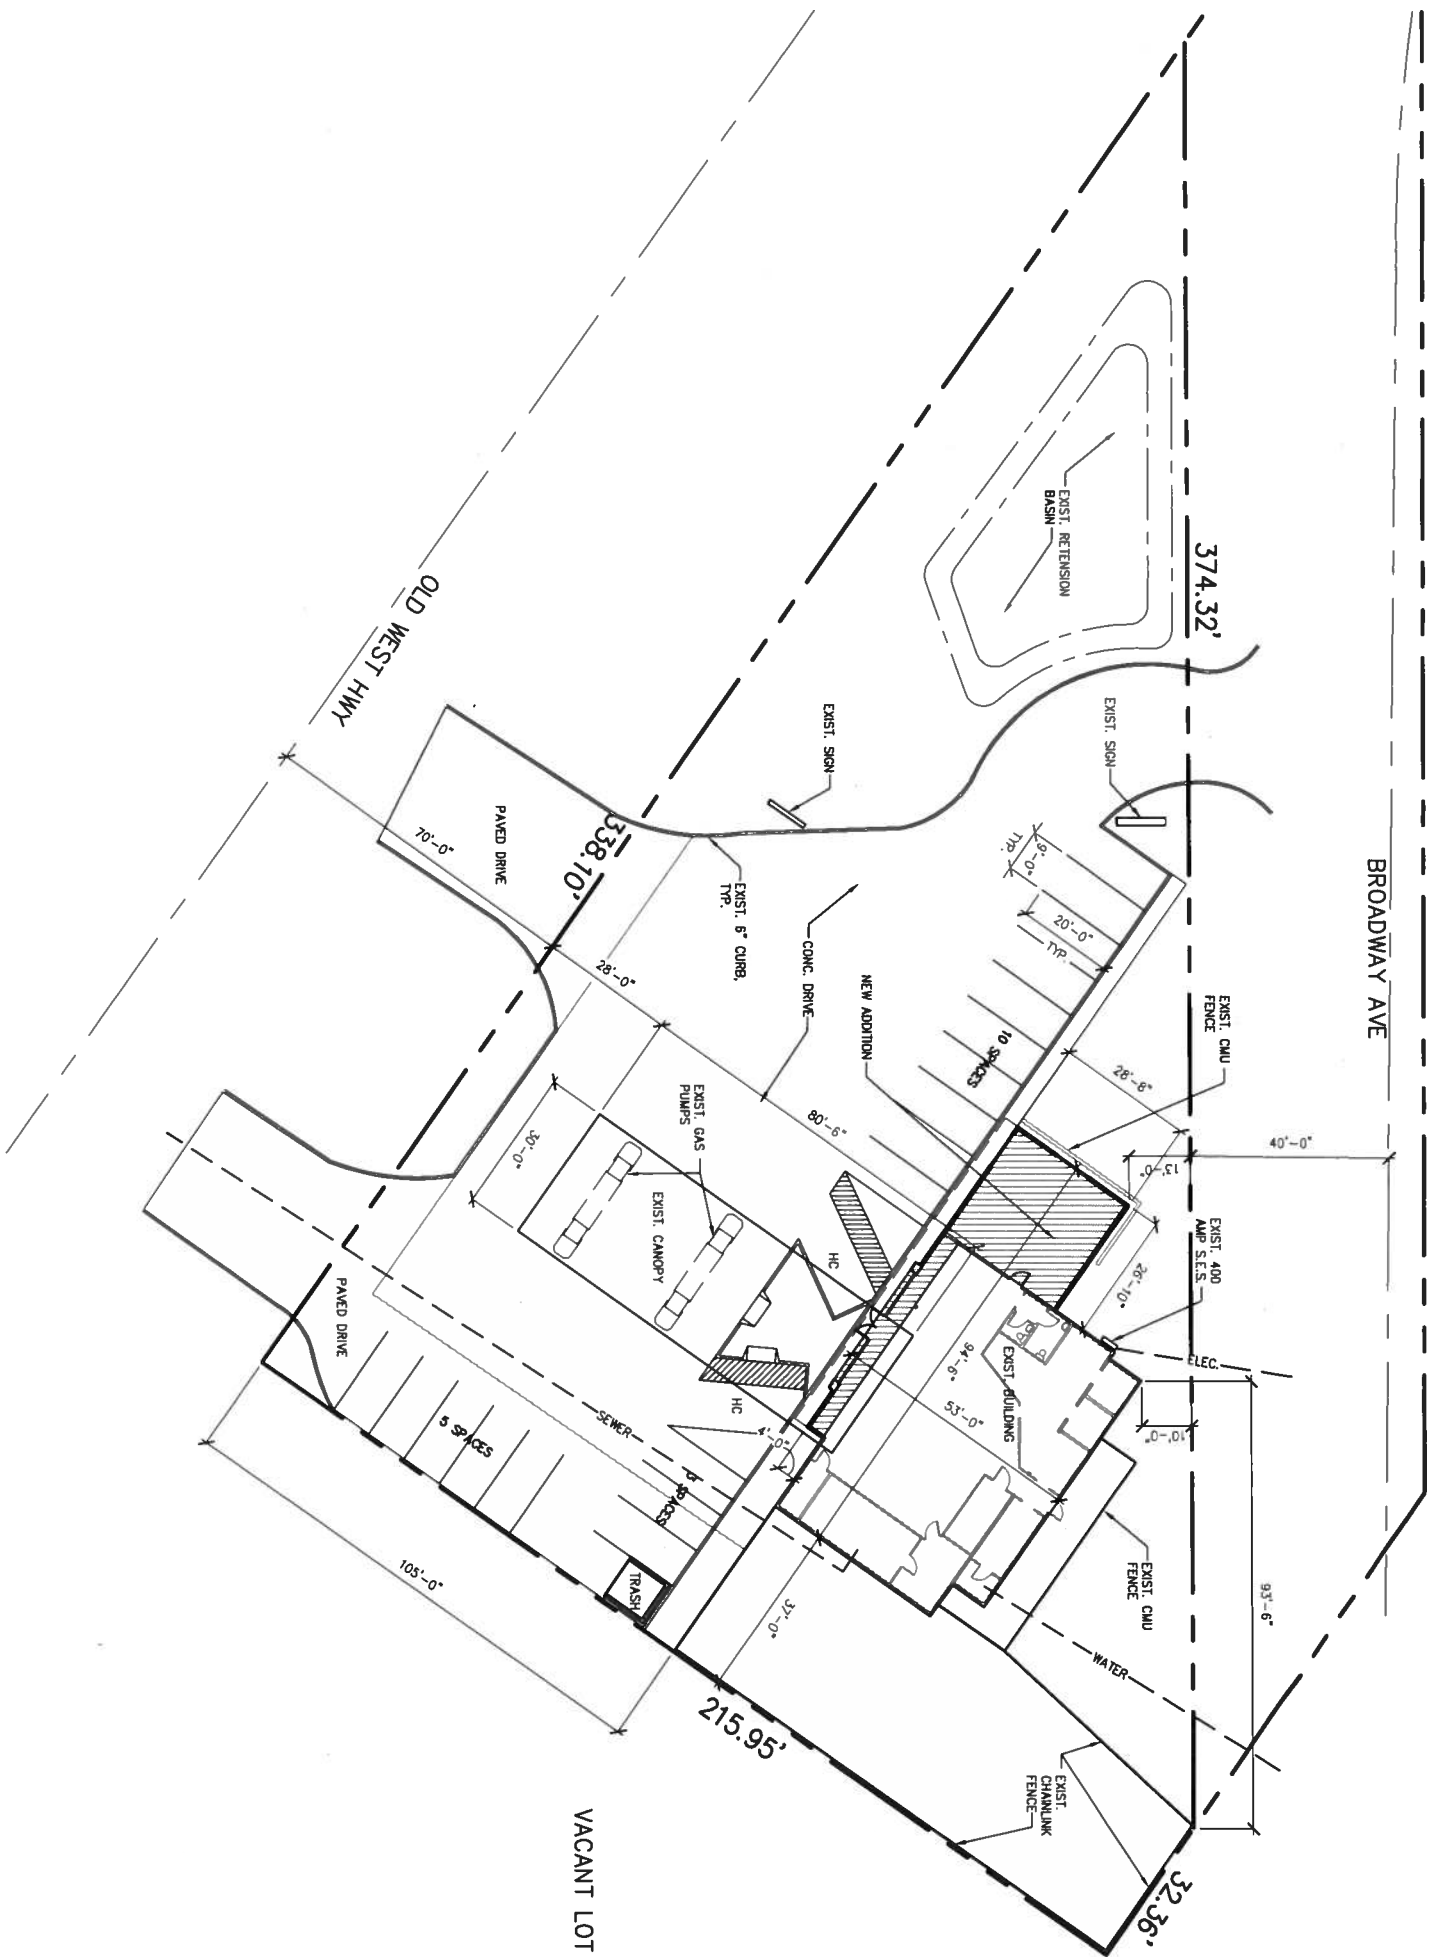 BROADWAY AVE
374.32'
EXIST. RETENSION
BASIN
OLD WEST HWY
EXIST. SIGN
EXIST. SIGN
PAVED DRIVE
70'-0"
338.10'
EXIST. 6" CURB,
TYP.
CONC. DRIVE
NEW ADDITION
9'-0"
TYP.
20'-0"
TYP.
10 SPACES
EXIST. CMU
FENCE
28'-8"
40'-0"
13'-0"
28'-0"
80'-6"
30'-0"
EXIST. GAS
PUMPS
EXIST. CANOPY
HC
HC
EXIST. 400
AMP S.E.S.
26'-10"
ELEC.
94'-0"
53'-0"
EXIST. BUILDING
10'-0"
93'-6"
EXIST. CMU
FENCE
WATER
PAVED DRIVE
5 SPACES
SEWER
4'-0"
SPACES
TRASH
37'-0"
105'-0"
215.95'
EXIST.
CHAINLINK
FENCE
32.36'
VACANT LOT